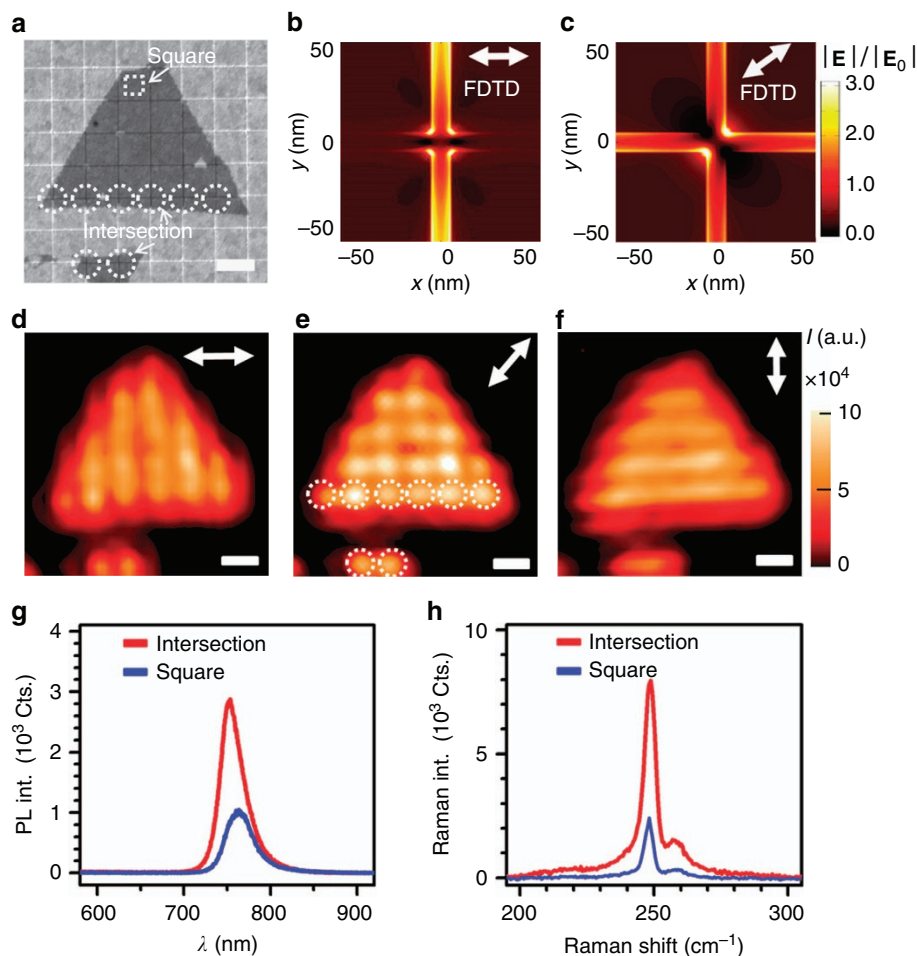 a
Square
Intersection
b
50
0
−50
y (nm)
−50
0
50
x (nm)
FDTD
c
50
0
−50
y (nm)
−50
0
50
x (nm)
FDTD
|E|/|E₀|
3.0
2.0
1.0
0.0
d
e
f
I (a.u.)
×10⁴
10
5
0
g
Intersection
Square
4
3
2
1
0
PL int. (10³ Cts.)
600
700
800
900
λ (nm)
h
Intersection
Square
10
5
0
Raman int. (10³ Cts.)
200
250
300
Raman shift (cm⁻¹)